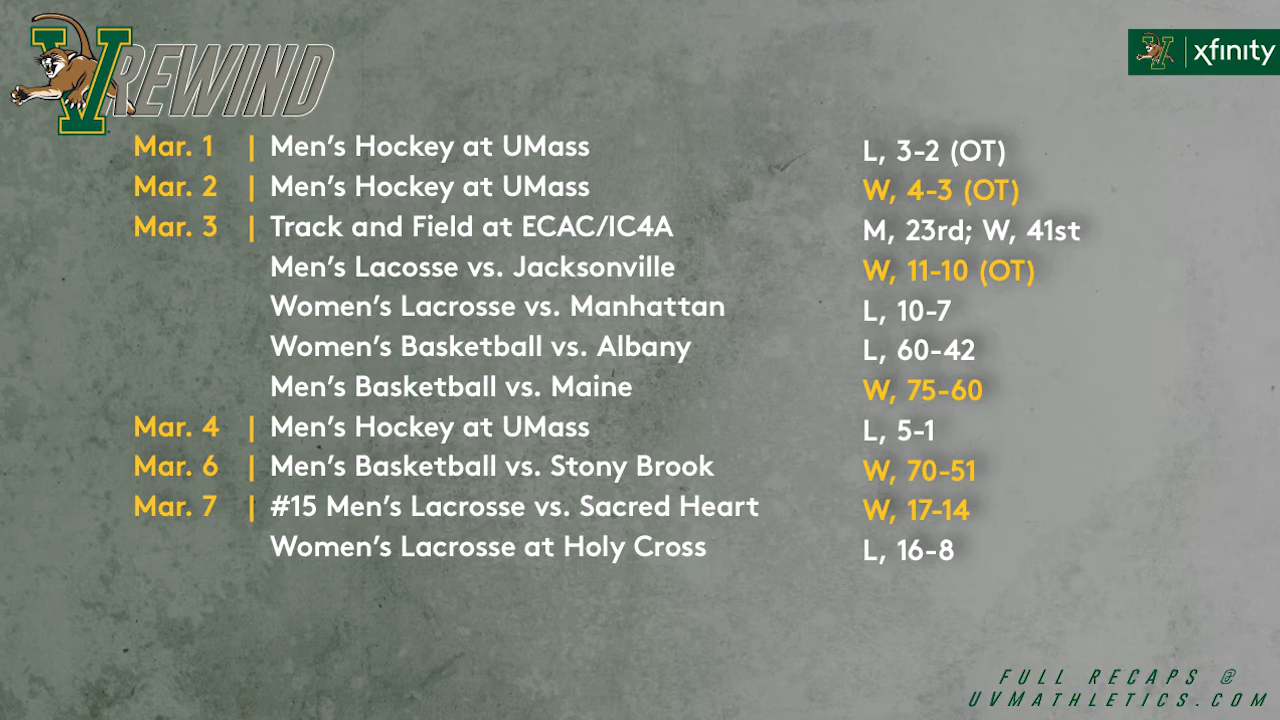 V REWIND
V | xfinity
Mar. 1 | Men's Hockey at UMass L, 3-2 (OT)
Mar. 2 | Men's Hockey at UMass W, 4-3 (OT)
Mar. 3 | Track and Field at ECAC/IC4A M, 23rd; W, 41st
Men's Lacosse vs. Jacksonville W, 11-10 (OT)
Women's Lacrosse vs. Manhattan L, 10-7
Women's Basketball vs. Albany L, 60-42
Men's Basketball vs. Maine W, 75-60
Mar. 4 | Men's Hockey at UMass L, 5-1
Mar. 6 | Men's Basketball vs. Stony Brook W, 70-51
Mar. 7 | #15 Men's Lacrosse vs. Sacred Heart W, 17-14
Women's Lacrosse at Holy Cross L, 16-8
FULL RECAPS @
UVMATHLETICS.COM